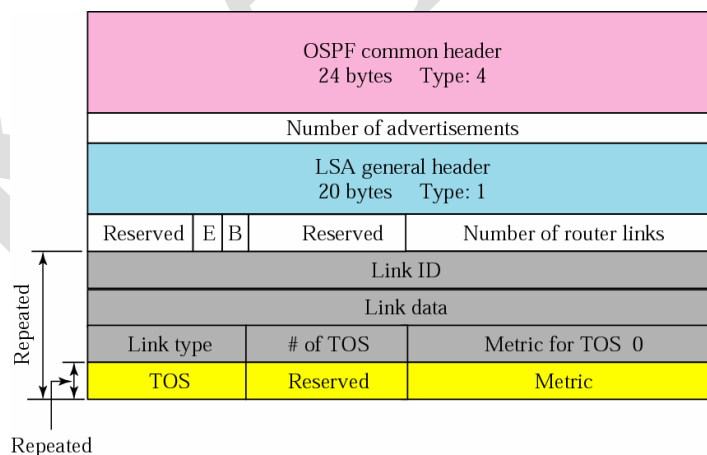 OSPF common header
24 bytes Type: 4
Number of advertisements
LSA general header
20 bytes Type: 1
Reserved E B Reserved Number of router links
Link ID
Link data
Link type # of TOS Metric for TOS 0
TOS Reserved Metric
Repeated
Repeated